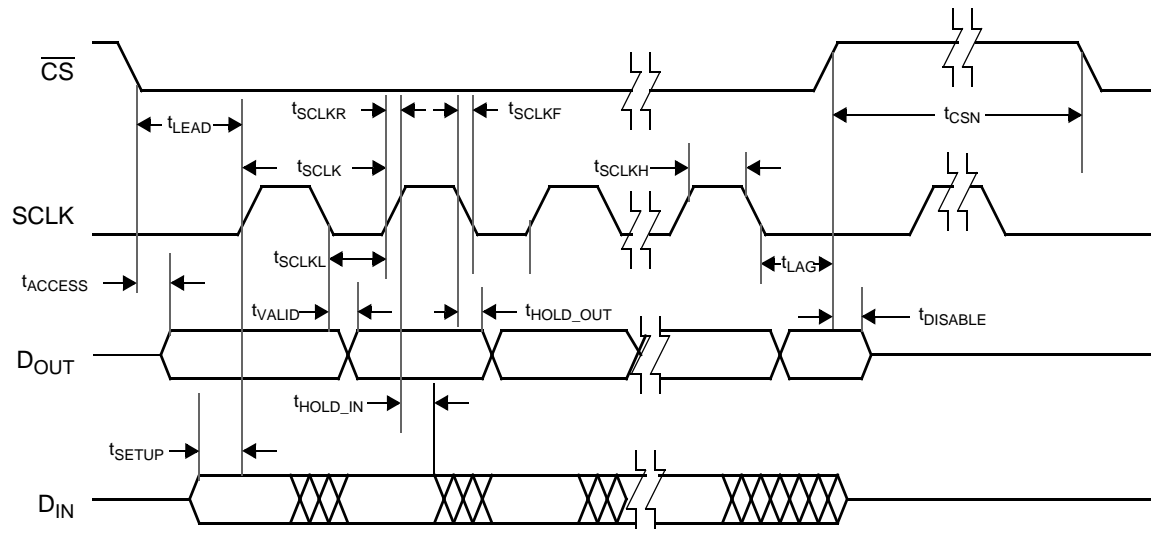 CS
tSCLKR
tSCLKF
tLEAD
tCSN
tSCLK
tSCLKH
SCLK
tSCLKL
tLAG
tACCESS
tVALID
tHOLD_OUT
tDISABLE
DOUT
tHOLD_IN
tSETUP
DIN